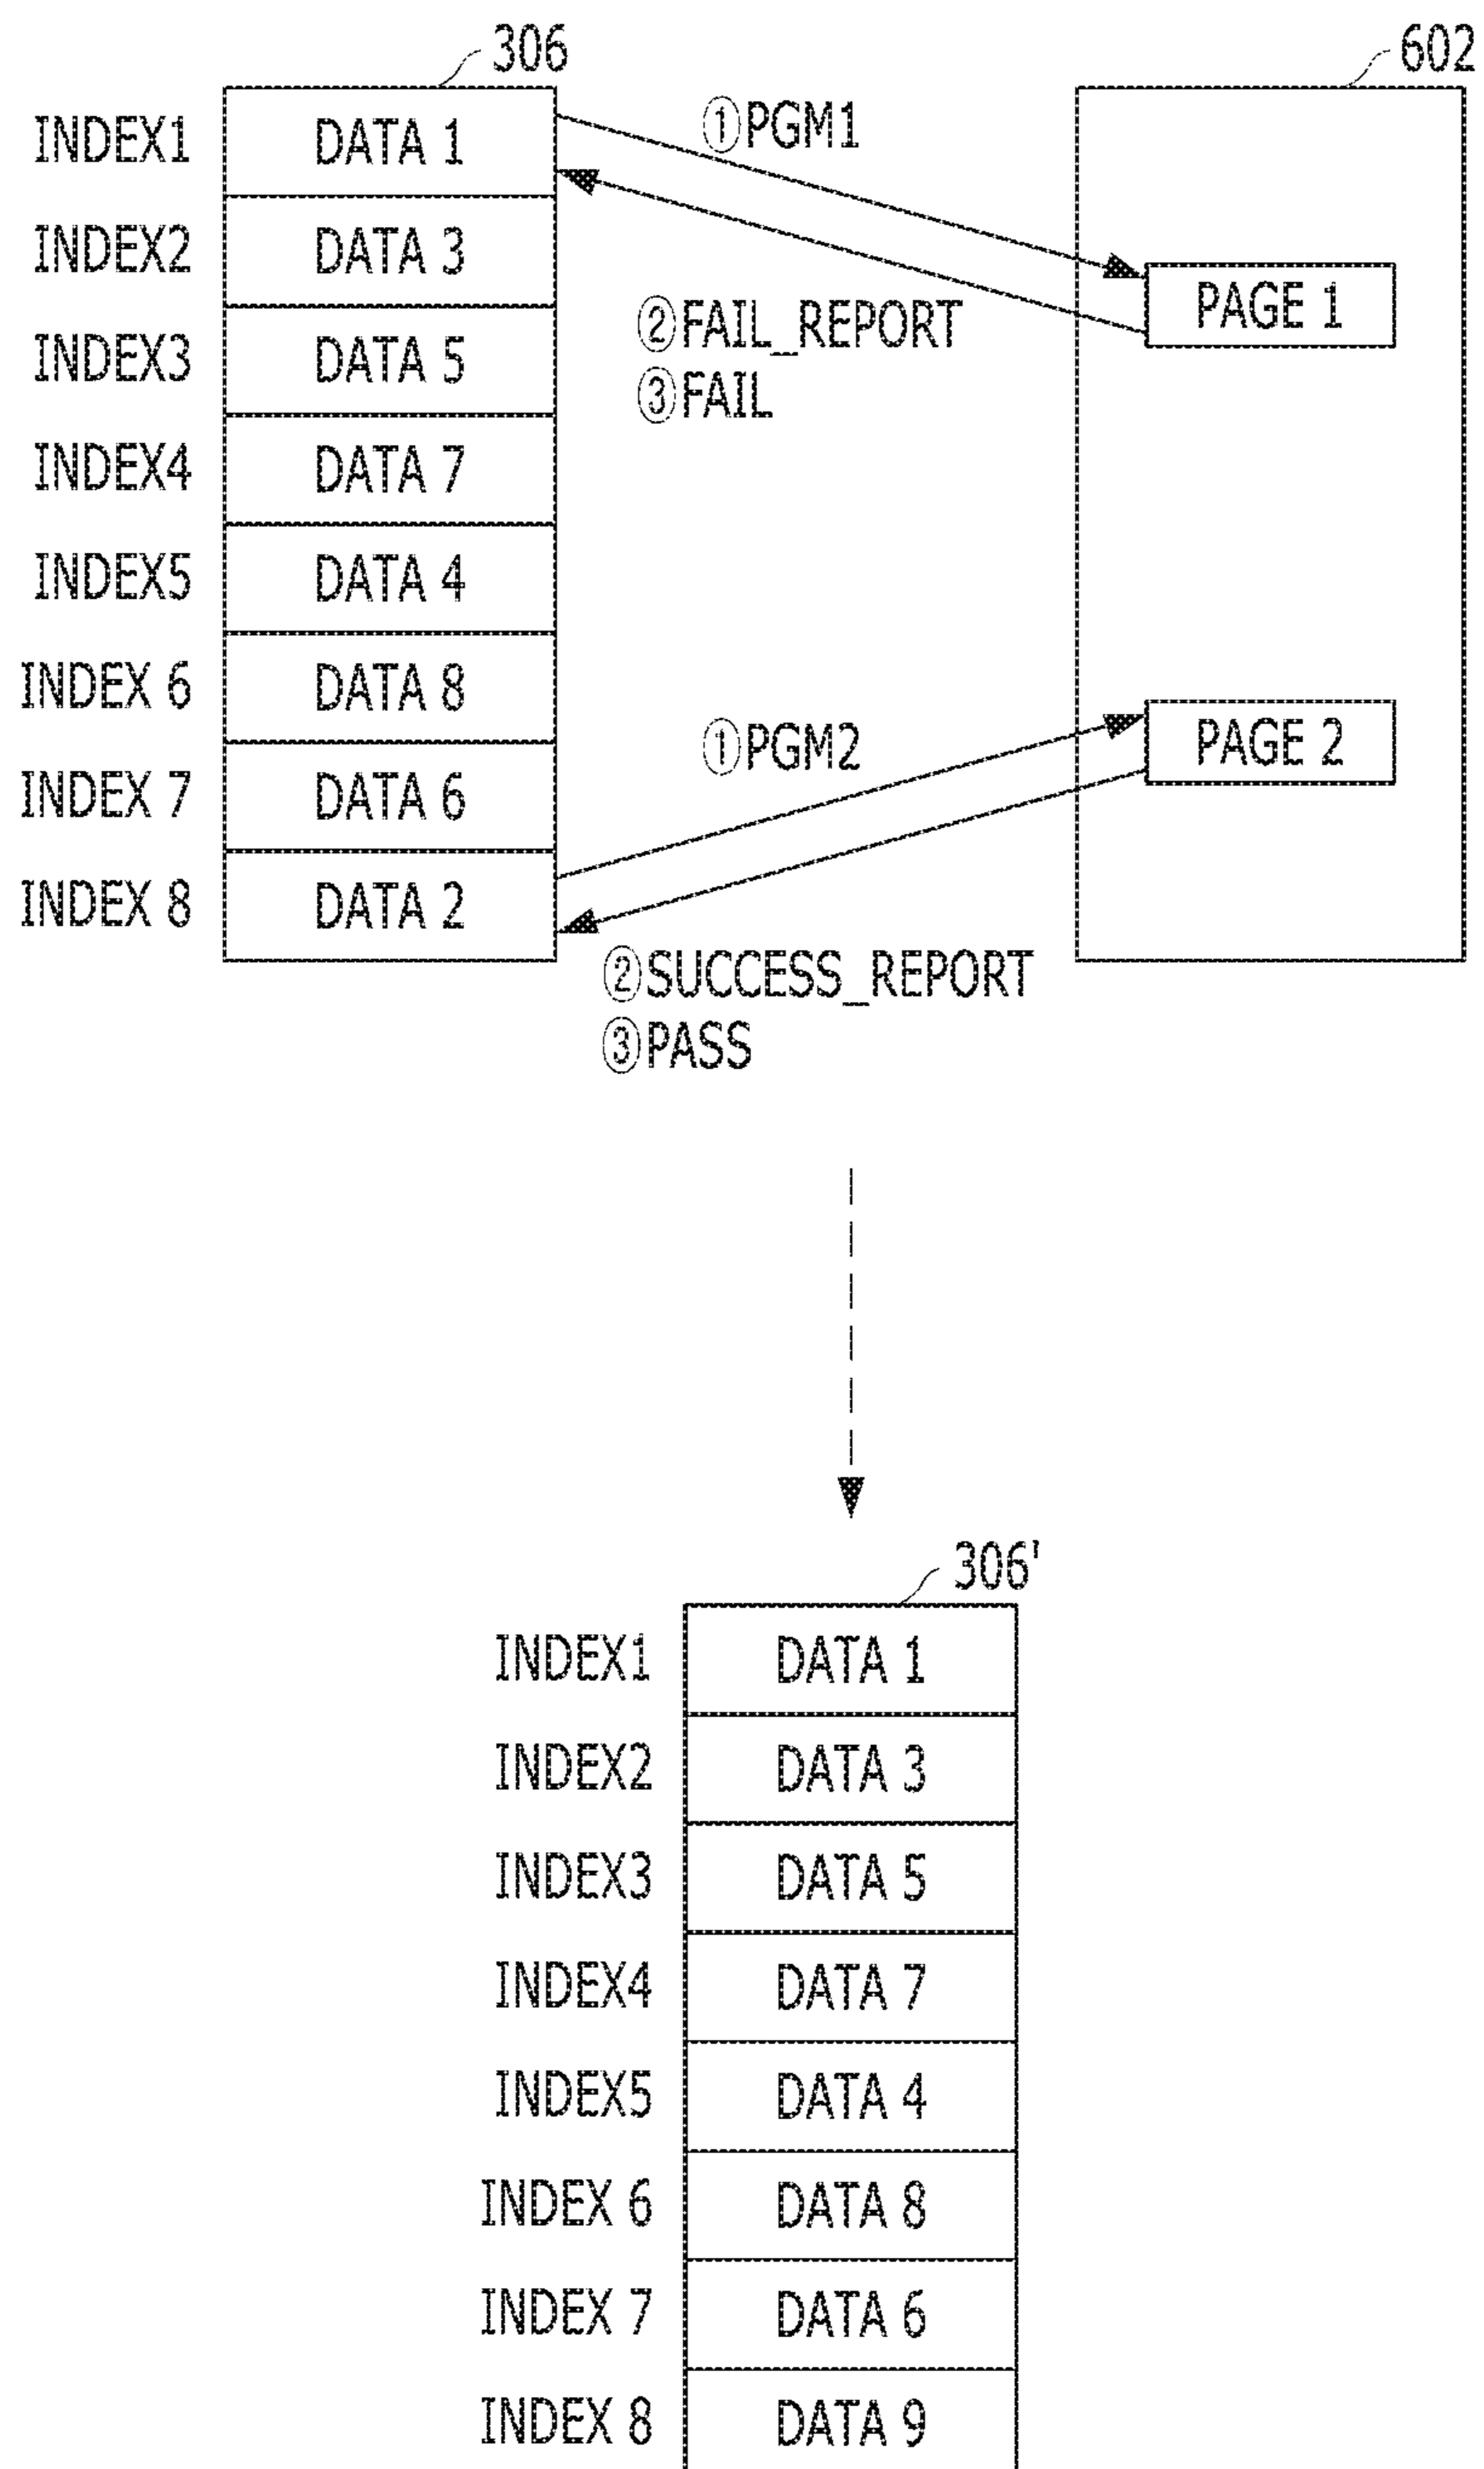 306
602
INDEX1 DATA 1
①PGM1
INDEX2 DATA 3
PAGE 1
②FAIL_REPORT
INDEX3 DATA 5
③FAIL
INDEX4 DATA 7
INDEX5 DATA 4
INDEX 6 DATA 8
①PGM2
PAGE 2
INDEX 7 DATA 6
INDEX 8 DATA 2
②SUCCESS_REPORT
③PASS
306'
INDEX1 DATA 1
INDEX2 DATA 3
INDEX3 DATA 5
INDEX4 DATA 7
INDEX5 DATA 4
INDEX 6 DATA 8
INDEX 7 DATA 6
INDEX 8 DATA 9